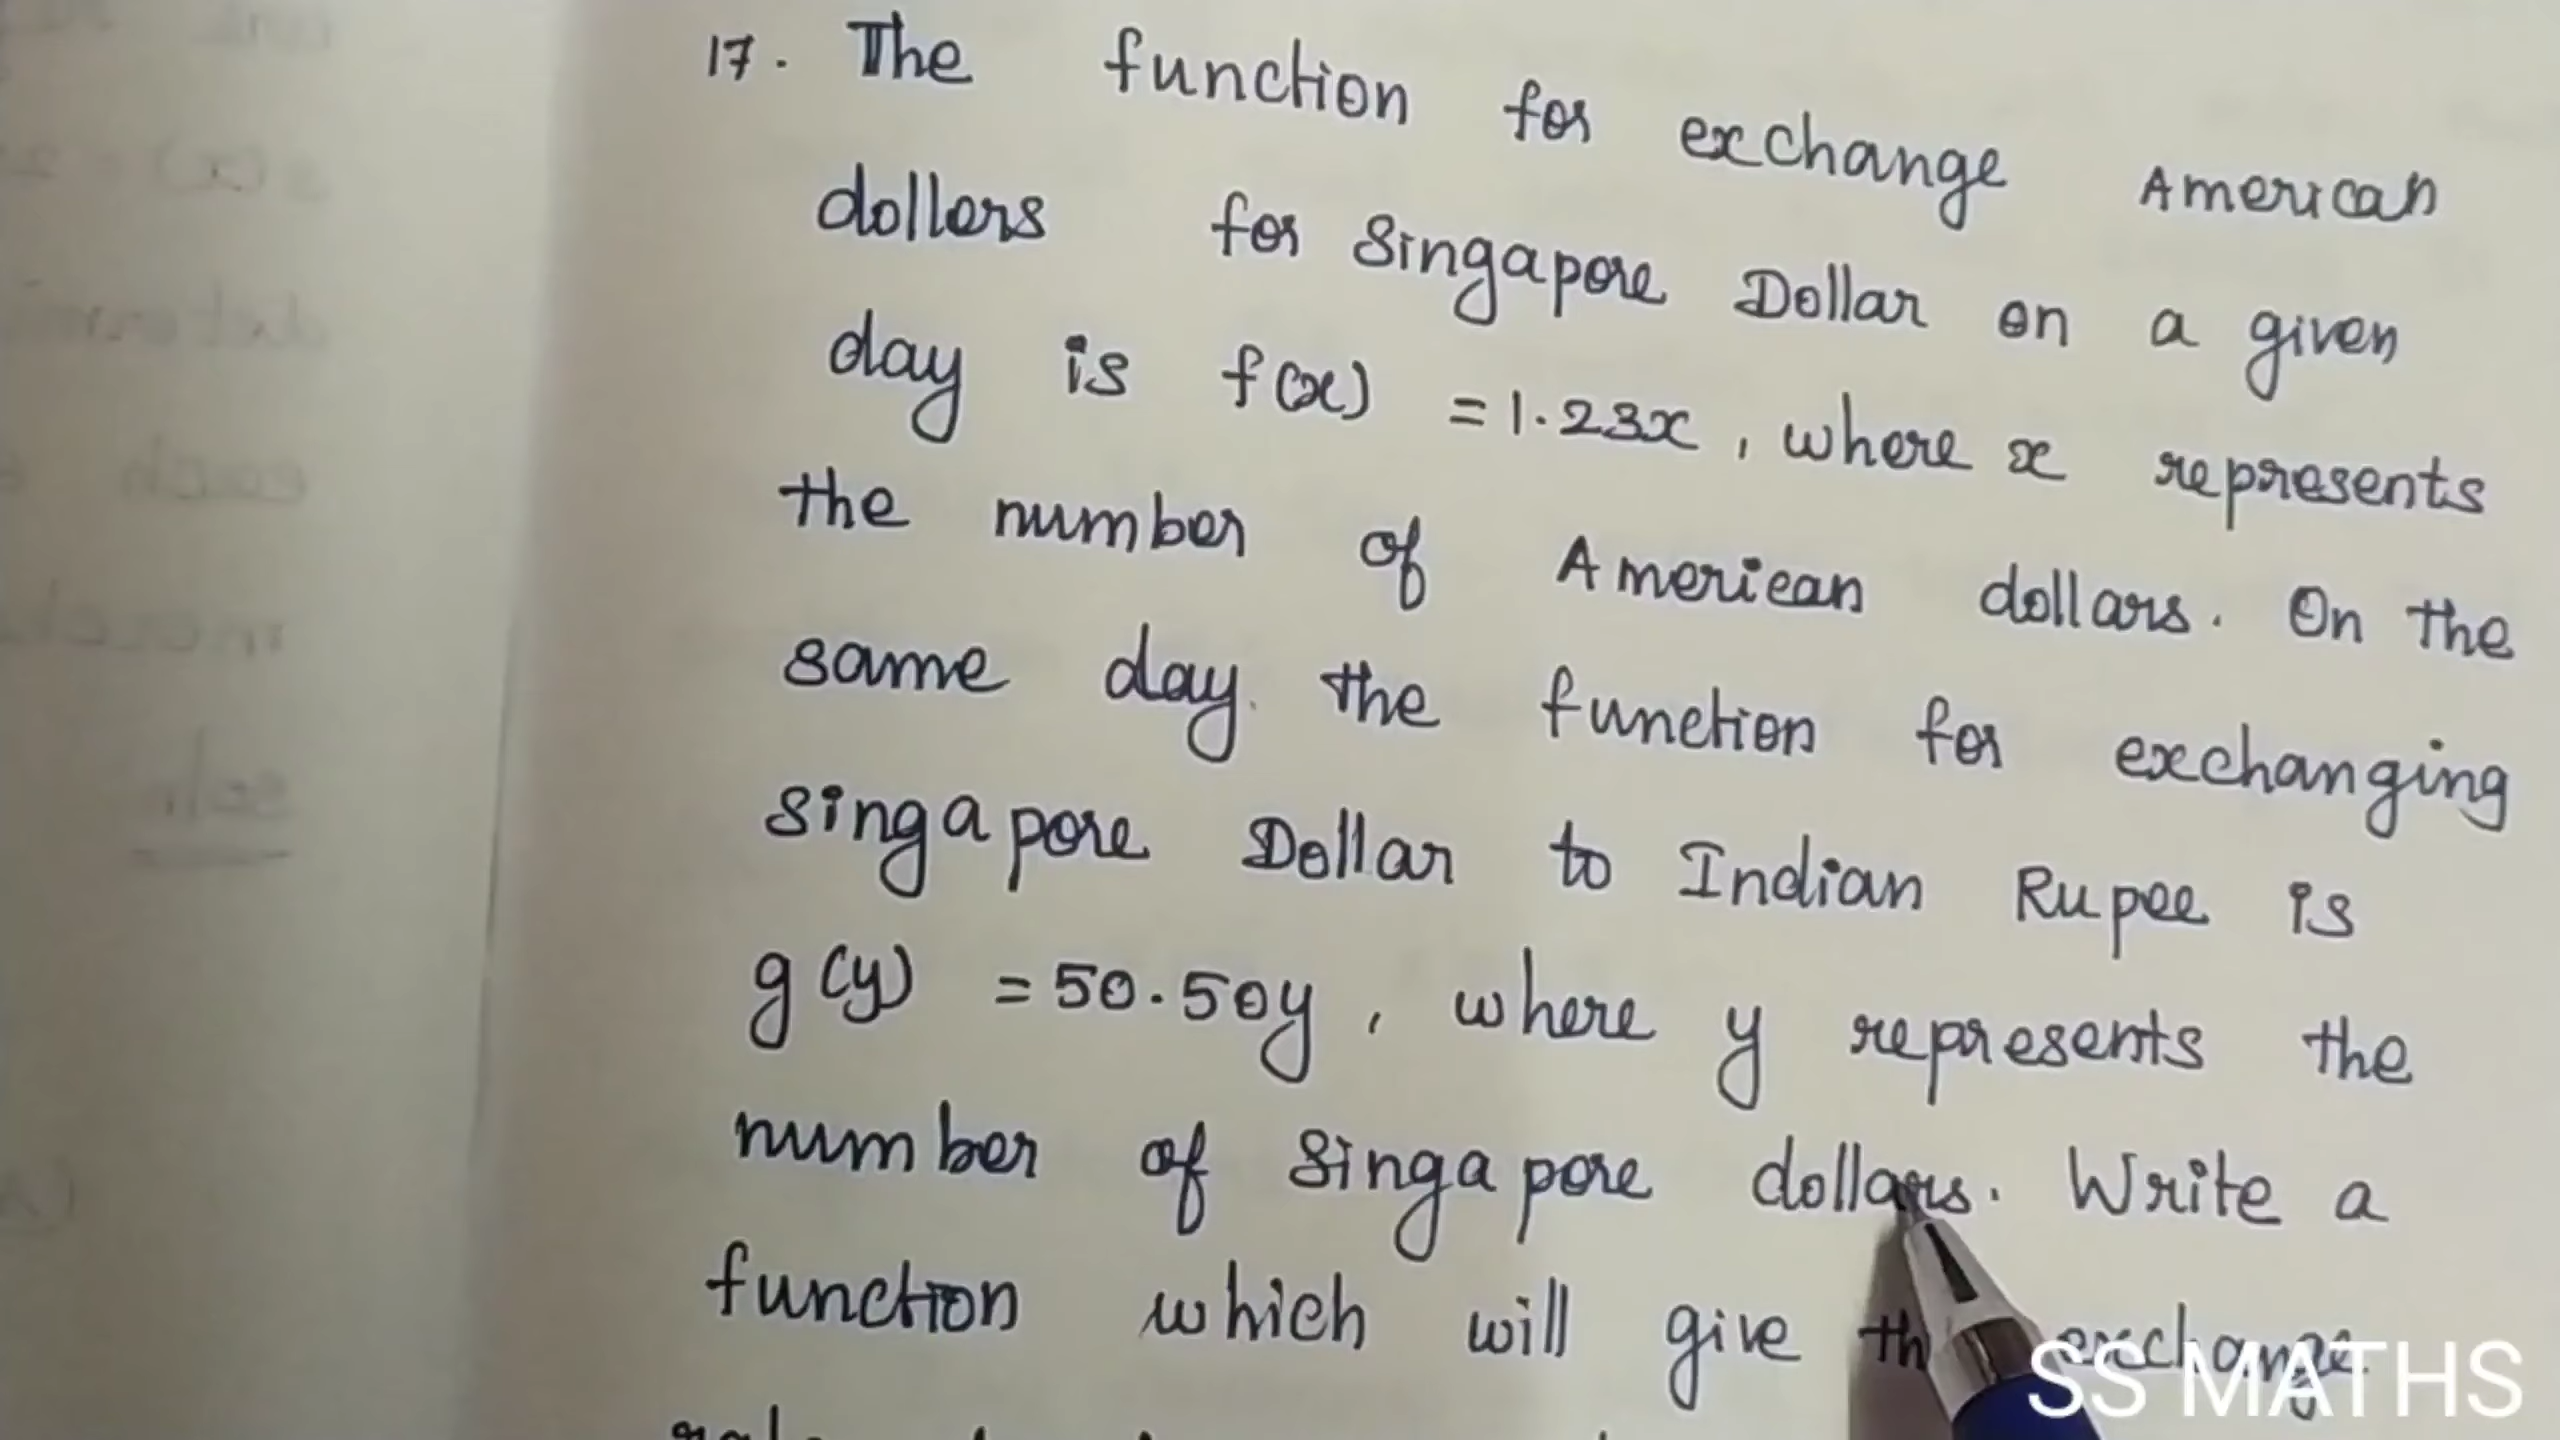 17. The function for exchange American
dollers for Singapore Dollar on a given
day is f(x) = 1.23x, where x represents
the number of American dollars. On the
same day. the function for exchanging
singapore Dollar to Indian Rupee is
g(y) = 50.50y, where y represents the
number of Singapore dollars. Write a
function which will give exchange
SS MATHS